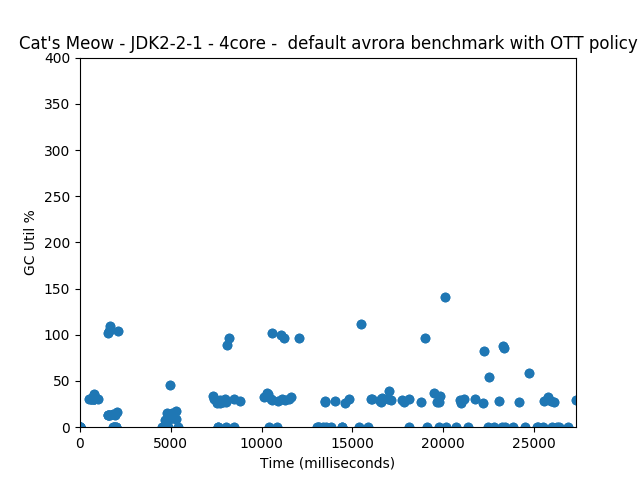 Cat's Meow - JDK2-2-1 - 4core -  default avrora benchmark with OTT policy
400
350
300
250
200
150
100
50
0
GC Util %
0 5000 10000 15000 20000 25000
Time (milliseconds)